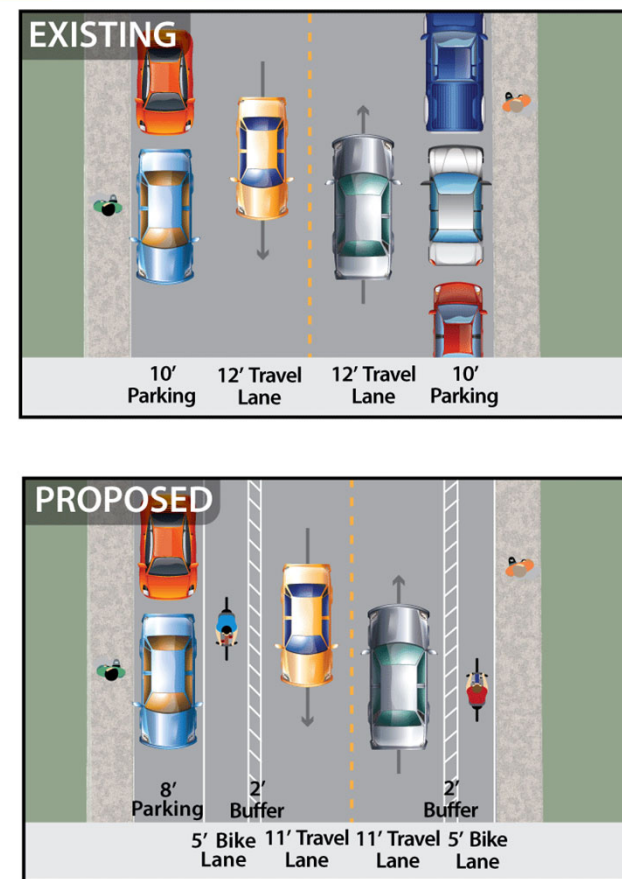 EXISTING
10' 12' Travel 12' Travel 10'
Parking Lane Lane Parking
PROPOSED
8' 2' 2'
Parking Buffer Buffer
5' Bike 11' Travel 11' Travel 5' Bike
Lane Lane Lane Lane